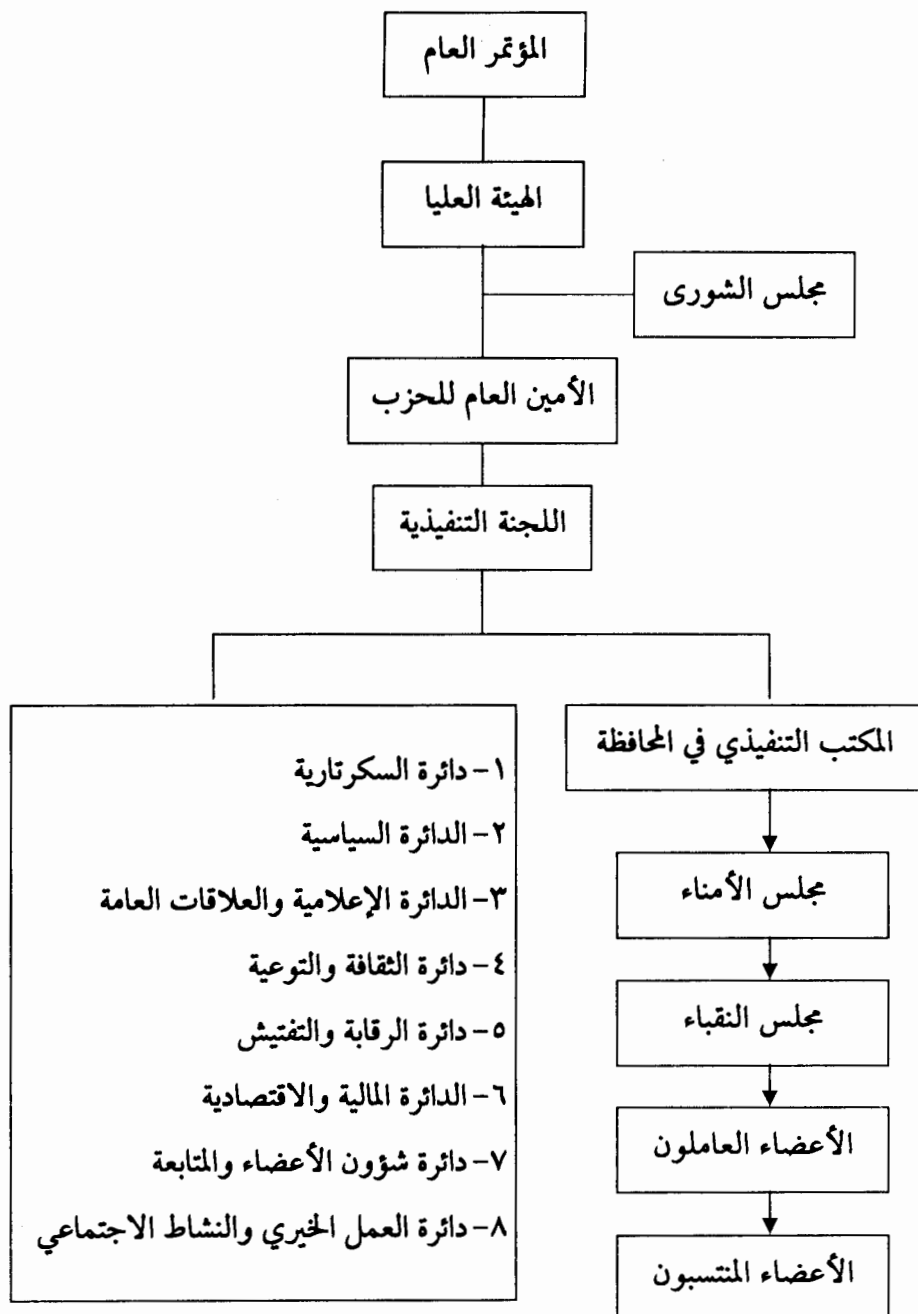 المؤتمر العام
الهيئة العليا
مجلس الشورى
الأمين العام للحزب
اللجنة التنفيذية
المكتب التنفيذي في المحافظة
مجلس الأمناء
مجلس النقباء
الأعضاء العاملون
الأعضاء المنتسبون
١- دائرة السكرتارية
٢- الدائرة السياسية
٣- الدائرة الإعلامية والعلاقات العامة
٤- دائرة الثقافة والتوعية
٥- دائرة الرقابة والتفتيش
٦- الدائرة المالية والاقتصادية
٧- دائرة شؤون الأعضاء والمتابعة
٨- دائرة العمل الخيري والنشاط الاجتماعي